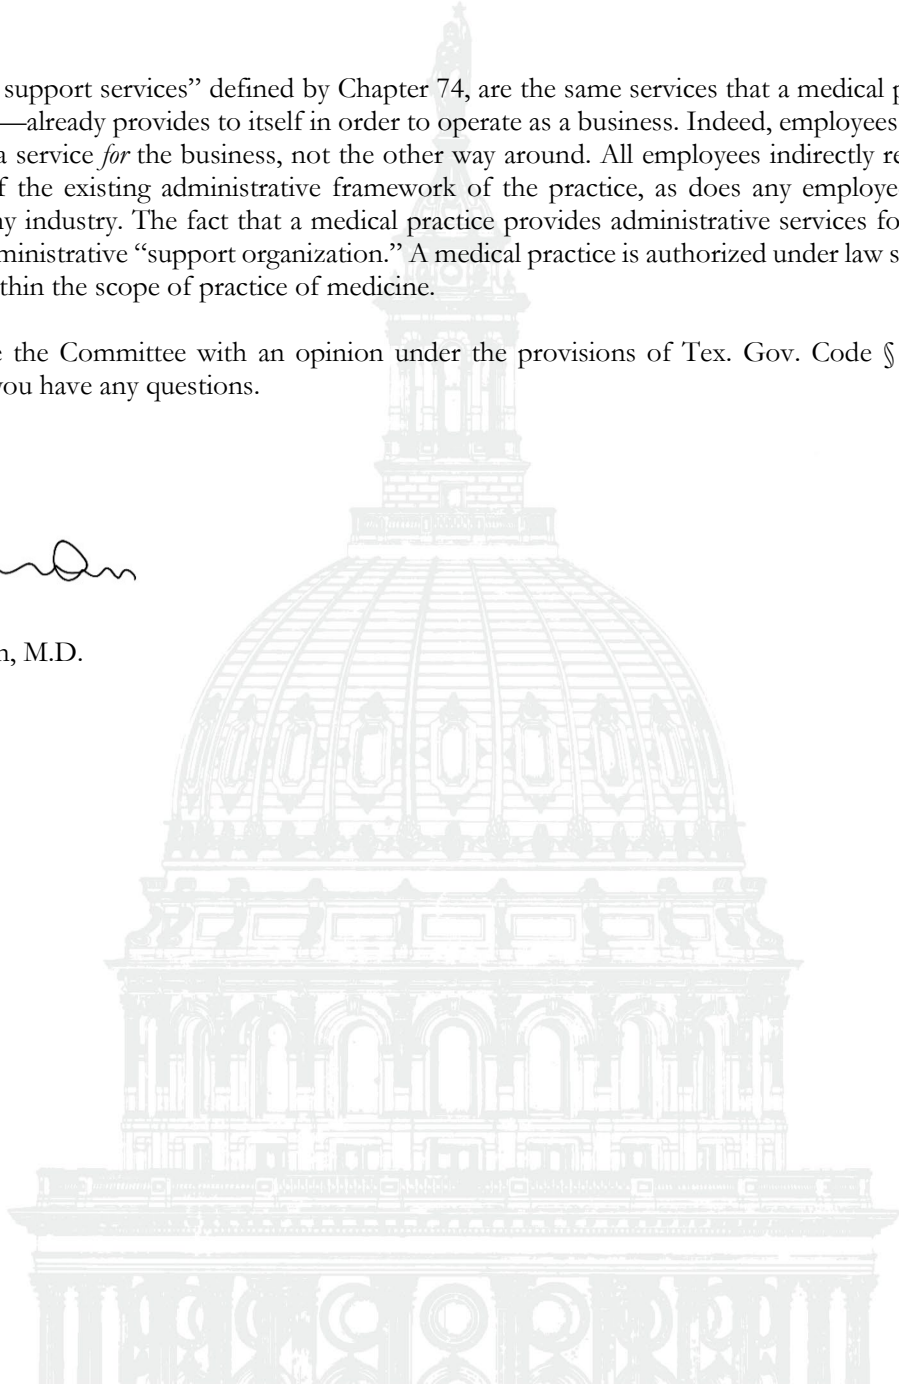 support services” defined by Chapter 74, are the same services that a medical p
—already provides to itself in order to operate as a business. Indeed, employees
a service for the business, not the other way around. All employees indirectly re
f the existing administrative framework of the practice, as does any employe
ny industry. The fact that a medical practice provides administrative services fo
ministrative “support organization.” A medical practice is authorized under law s
thin the scope of practice of medicine.
e the Committee with an opinion under the provisions of Tex. Gov. Code §
you have any questions.
n, M.D.